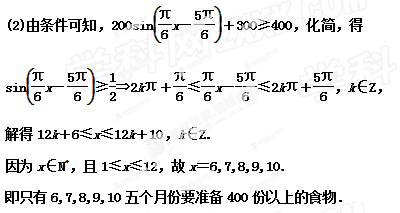 (2)由条件可知，200sin(π/6 x－5π/6)＋300≥400，化简，得
sin(π/6 x－5π/6)≥1/2⇒2kπ＋π/6≤π/6 x－5π/6≤2kπ＋5π/6，k∈Z，
解得 12k＋6≤x≤12k＋10，k∈Z.
因为 x∈N*，且 1≤x≤12，故 x＝6,7,8,9,10.
即只有 6,7,8,9,10 五个月份要准备 400 份以上的食物．